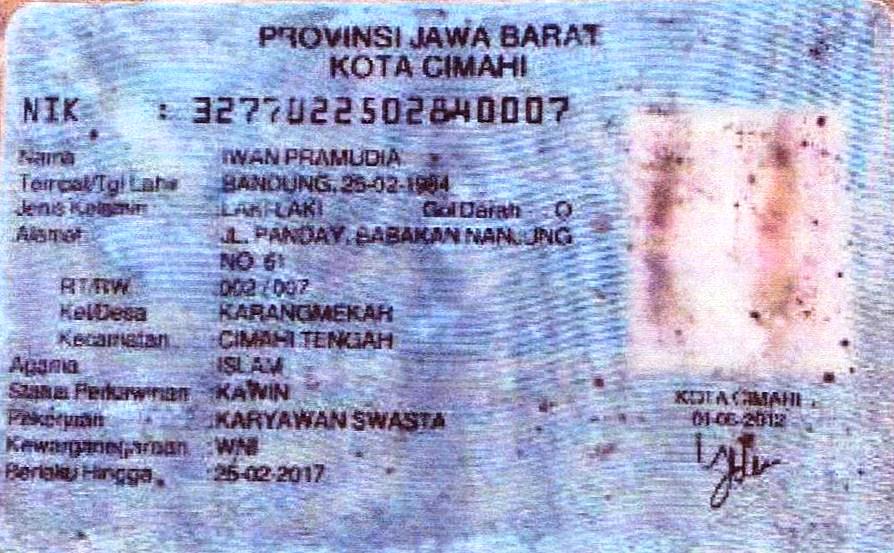 PROVINSI JAWA BARAT
KOTA CIMAHI
NIK : 3277022502840007
Nama IWAN PRAMUDIA
Tempat/Tgl Lahir BANDUNG, 25-02-1984
Jenis Kelamin LAKI-LAKI Gol Darah O
Alamat JL. PANDAY. BABAKAN NANJUNG
NO 61
RT/RW 002 / 007
Kel/Desa KARANGMEKAR
Kecamatan CIMAHI TENGAH
Agama ISLAM
Status Perkawinan KAWIN
Pekerjaan :KARYAWAN SWASTA
Kewarganegaraan :WNI
Berlaku Hingga :25-02-2017
KOTA CIMAHI
01-06-2012